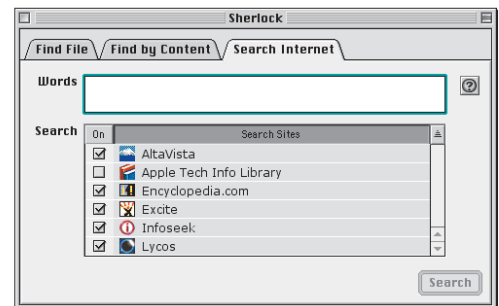 Sherlock
Find File Find by Content Search Internet
Words
?
Search On Search Sites
AltaVista
Apple Tech Info Library
Encyclopedia.com
Excite
Infoseek
Lycos
Search